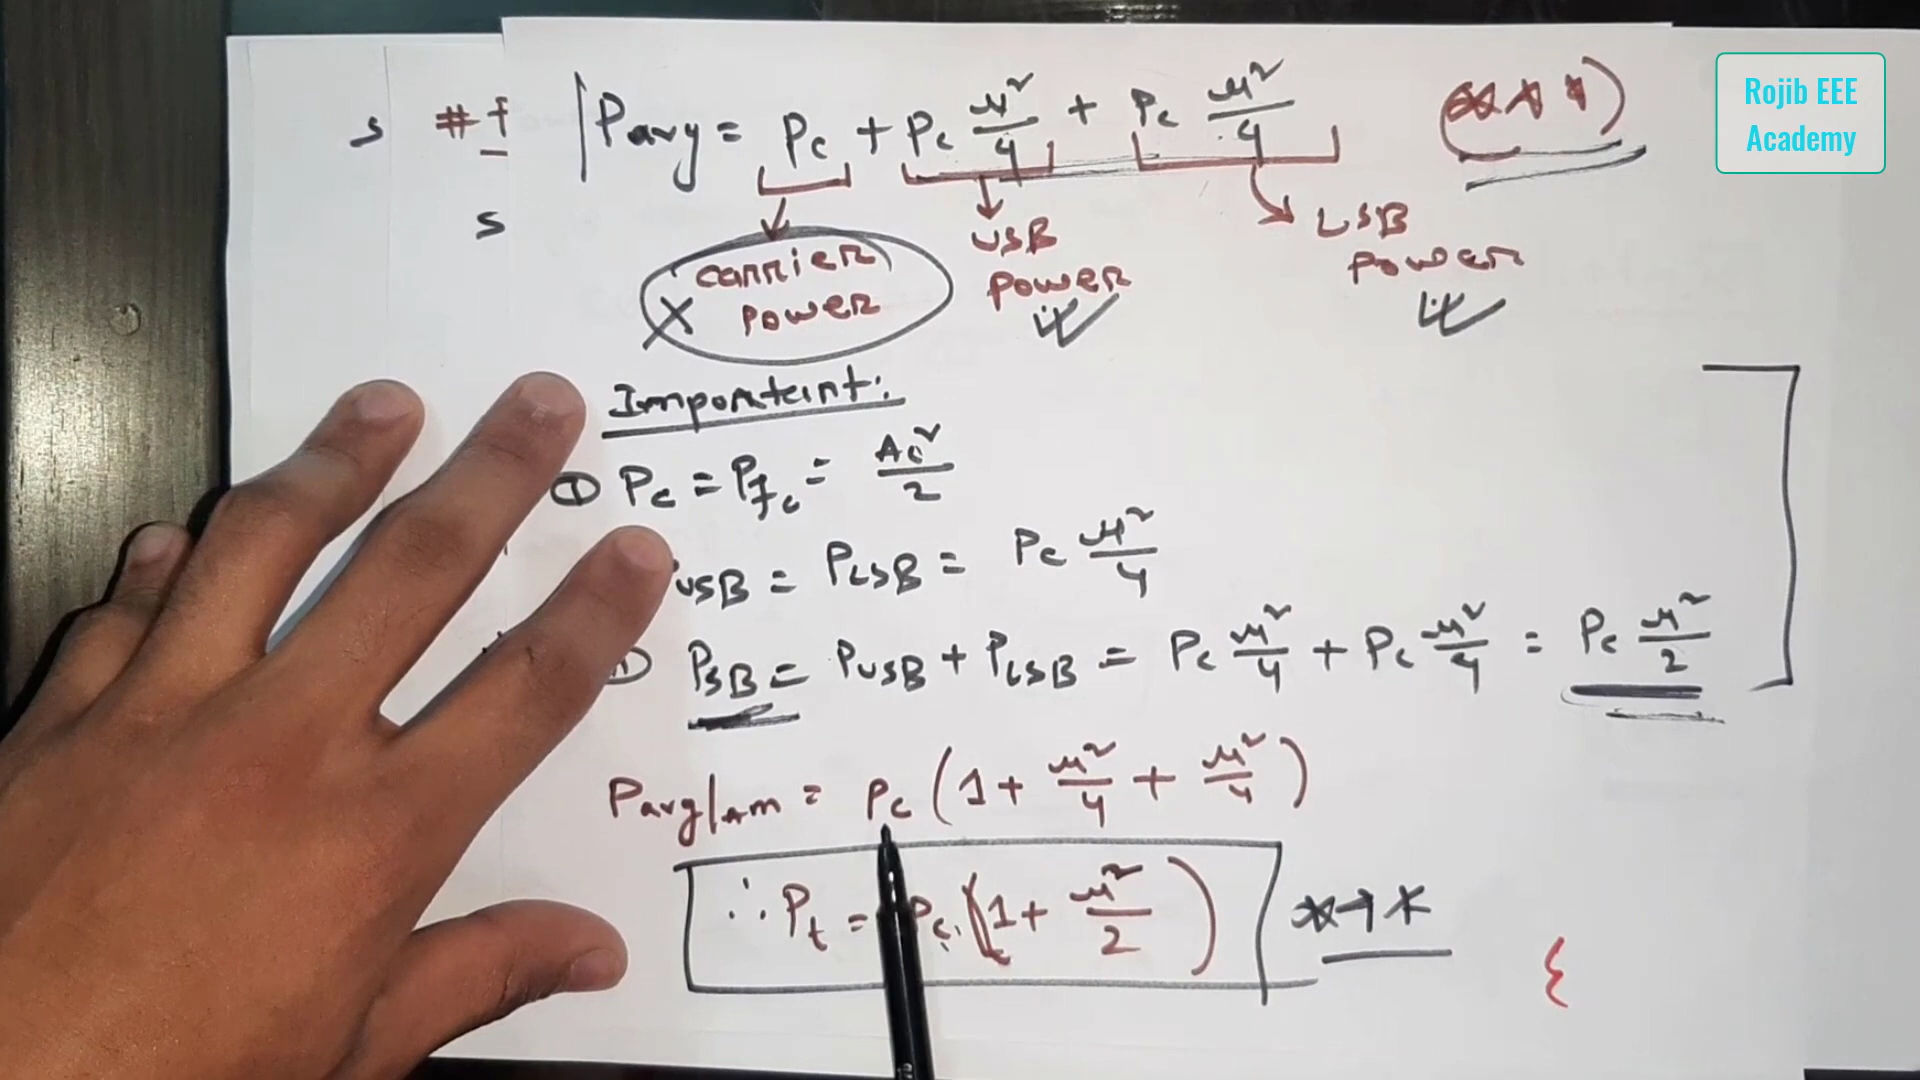 Rojib EEE
Academy
s #f Pavg = Pc + Pc μ²/4 + Pc μ²/4 (***)
s
carrier
power
X
USB
power
LSB
power
Importent:
① Pc = Pfc = Ac²/2
PUSB = PLSB = Pc μ²/4
PSB = PUSB + PLSB = Pc μ²/4 + Pc μ²/4 = Pc μ²/2
Pavg|Am = Pc (1 + μ²/4 + μ²/4)
∴ Pt = Pc. (1 + μ²/2) ***